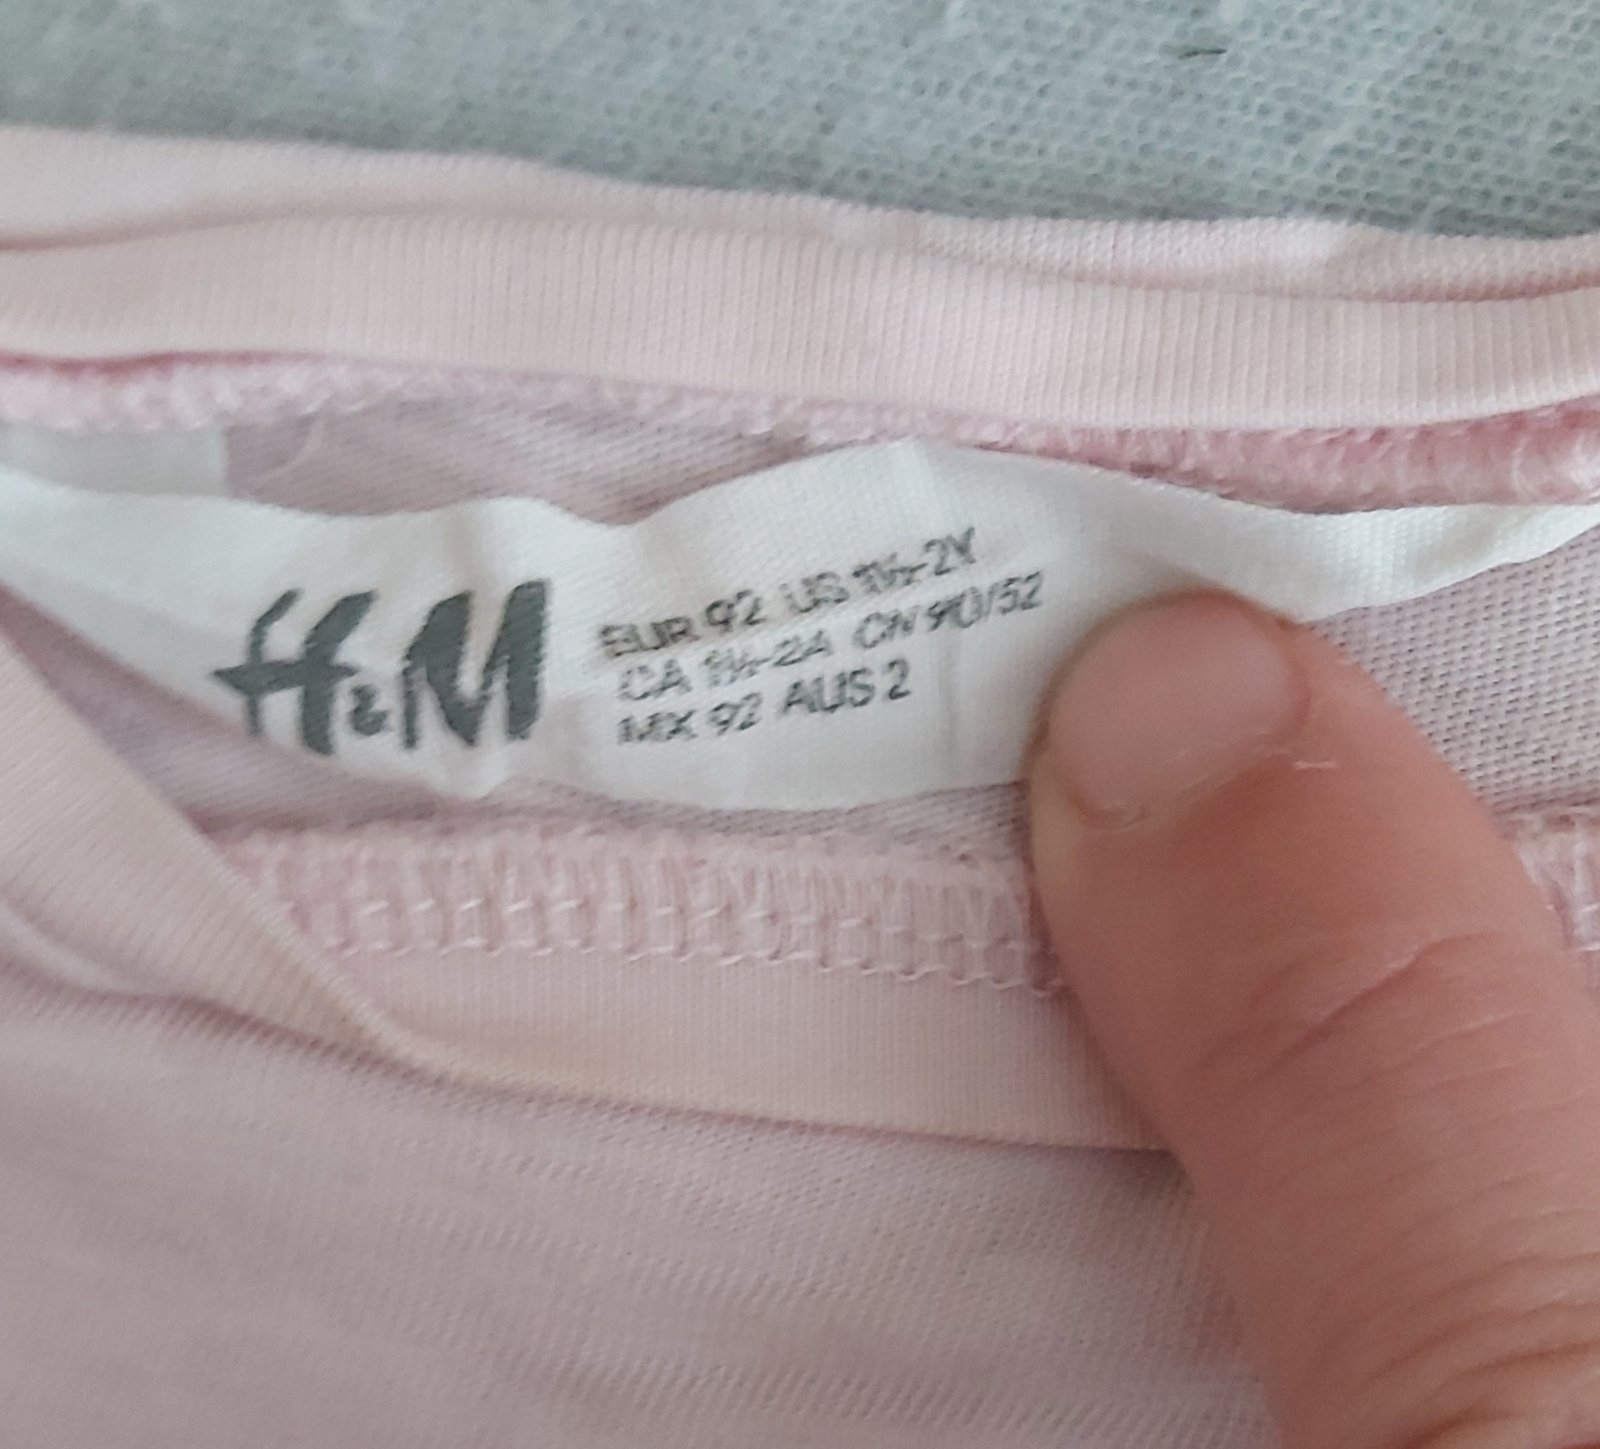 H&M
EUR 92 US 1½-2Y
CA 1½-2A CN 90/52
MX 92 AUS 2